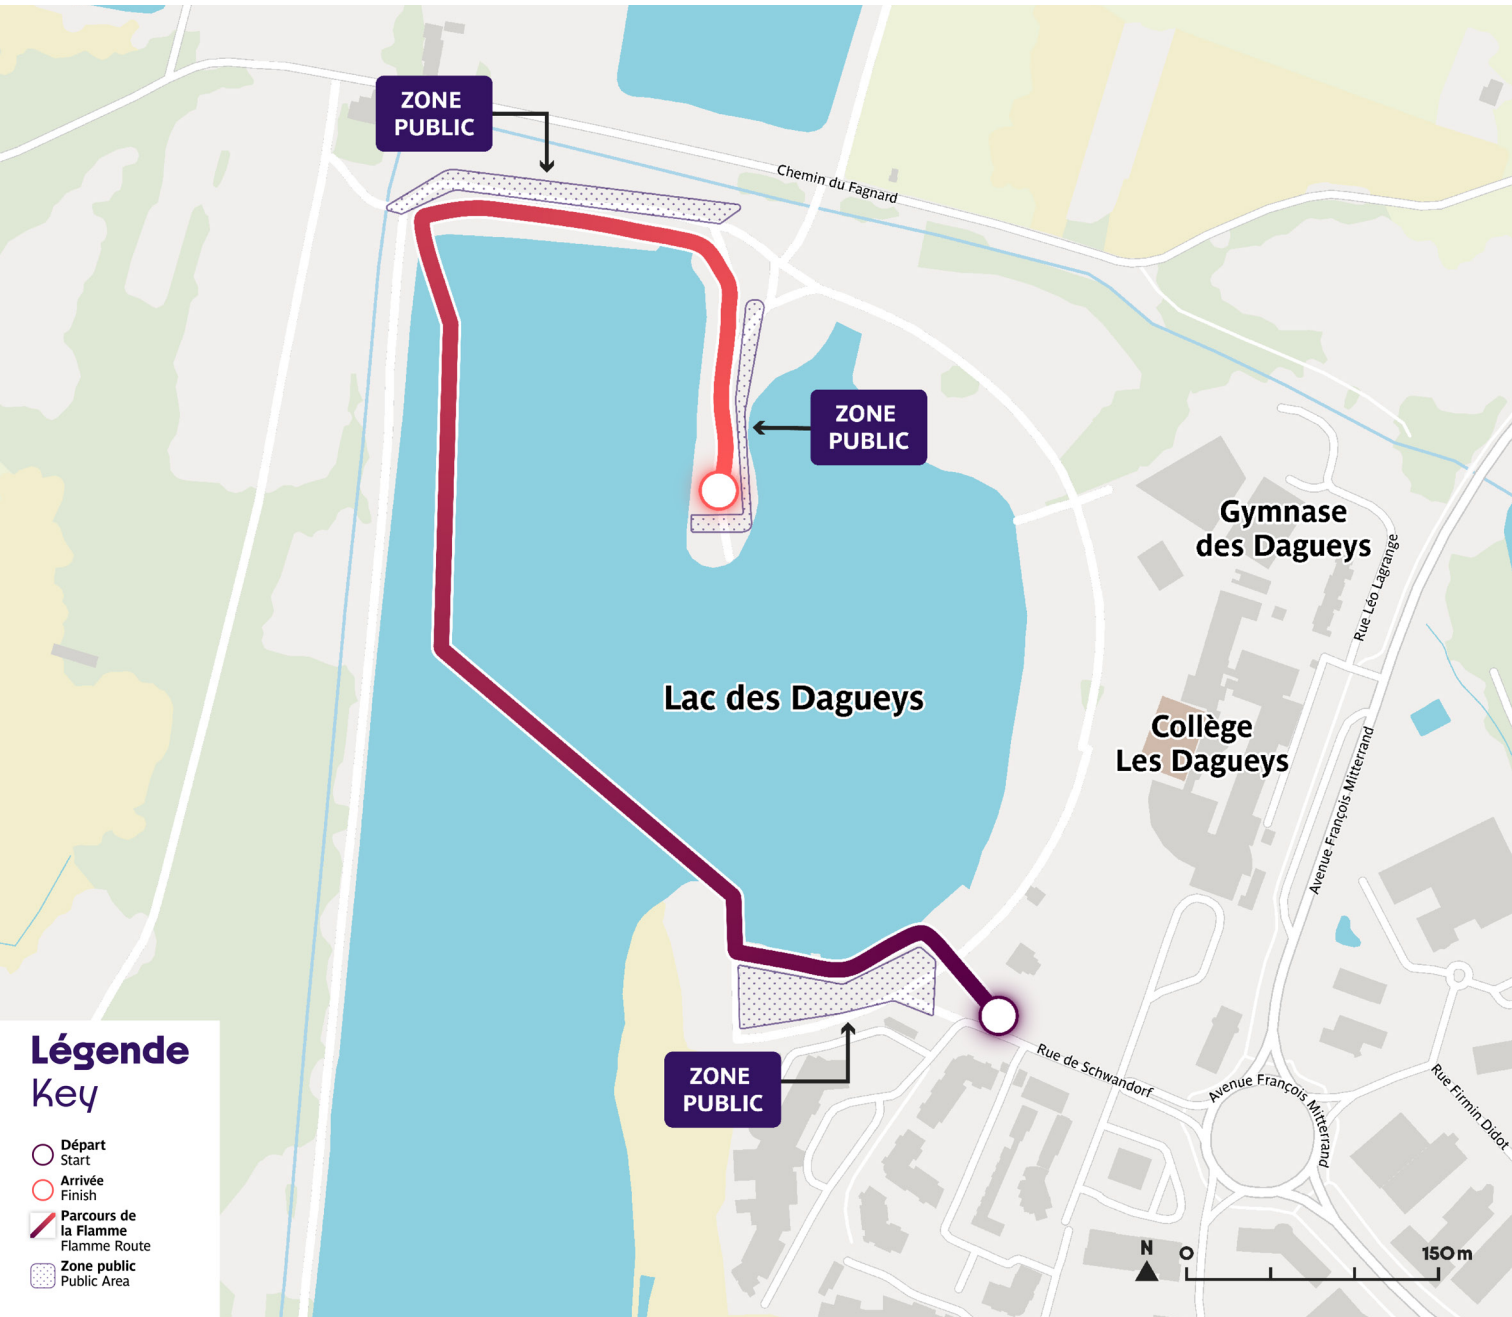 ZONE
PUBLIC
Chemin du Fagnard
ZONE
PUBLIC
Gymnase
des Dagueys
Rue Léo Lagrange
Lac des Dagueys
Collège
Les Dagueys
Avenue François Mitterrand
ZONE
PUBLIC
Rue de Schwandorf
Avenue François Mitterrand
Rue Firmin Didot
Légende
Key
Départ
Start
Arrivée
Finish
Parcours de
la Flamme
Flamme Route
Zone public
Public Area
N
0
150 m